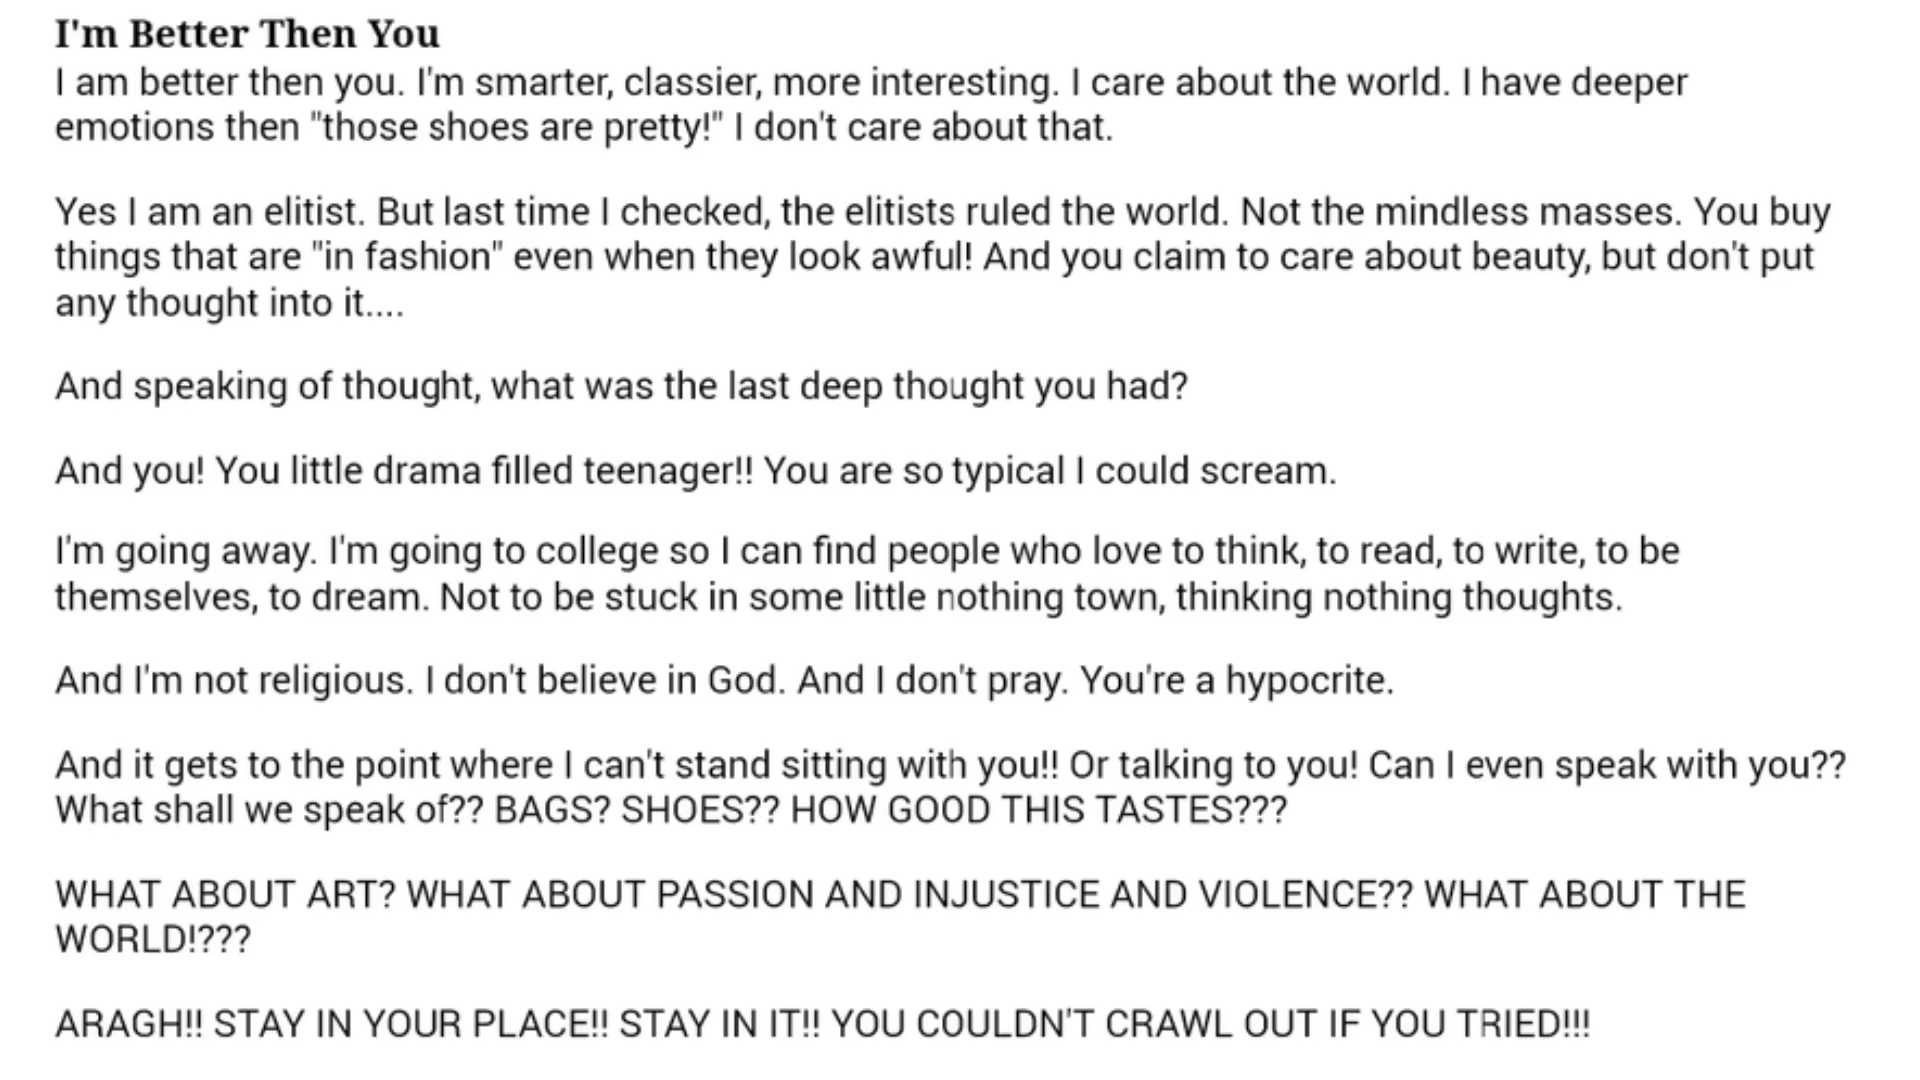 I'm Better Then You
I am better then you. I'm smarter, classier, more interesting. I care about the world. I have deeper
emotions then "those shoes are pretty!" I don't care about that.
Yes I am an elitist. But last time I checked, the elitists ruled the world. Not the mindless masses. You buy
things that are "in fashion" even when they look awful! And you claim to care about beauty, but don't put
any thought into it....
And speaking of thought, what was the last deep thought you had?
And you! You little drama filled teenager!! You are so typical I could scream.
I'm going away. I'm going to college so I can find people who love to think, to read, to write, to be
themselves, to dream. Not to be stuck in some little nothing town, thinking nothing thoughts.
And I'm not religious. I don't believe in God. And I don't pray. You're a hypocrite.
And it gets to the point where I can't stand sitting with you!! Or talking to you! Can I even speak with you??
What shall we speak of?? BAGS? SHOES?? HOW GOOD THIS TASTES???
WHAT ABOUT ART? WHAT ABOUT PASSION AND INJUSTICE AND VIOLENCE?? WHAT ABOUT THE
WORLD!???
ARAGH!! STAY IN YOUR PLACE!! STAY IN IT!! YOU COULDN'T CRAWL OUT IF YOU TRIED!!!